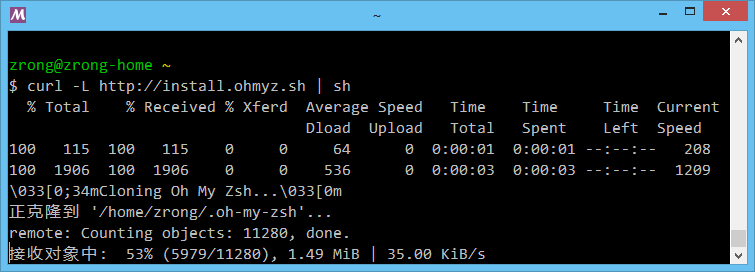 ~
zrong@zrong-home ~
$ curl -L http://install.ohmyz.sh | sh
  % Total    % Received % Xferd  Average Speed   Time    Time     Time  Current
                                 Dload  Upload   Total   Spent    Left  Speed
100   115  100   115    0     0     64      0  0:00:01  0:00:01 --:--:--   208
100  1906  100  1906    0     0    536      0  0:00:03  0:00:03 --:--:--  1209
\033[0;34mCloning Oh My Zsh...\033[0m
正克隆到 '/home/zrong/.oh-my-zsh'...
remote: Counting objects: 11280, done.
接收对象中:  53% (5979/11280), 1.49 MiB | 35.00 KiB/s